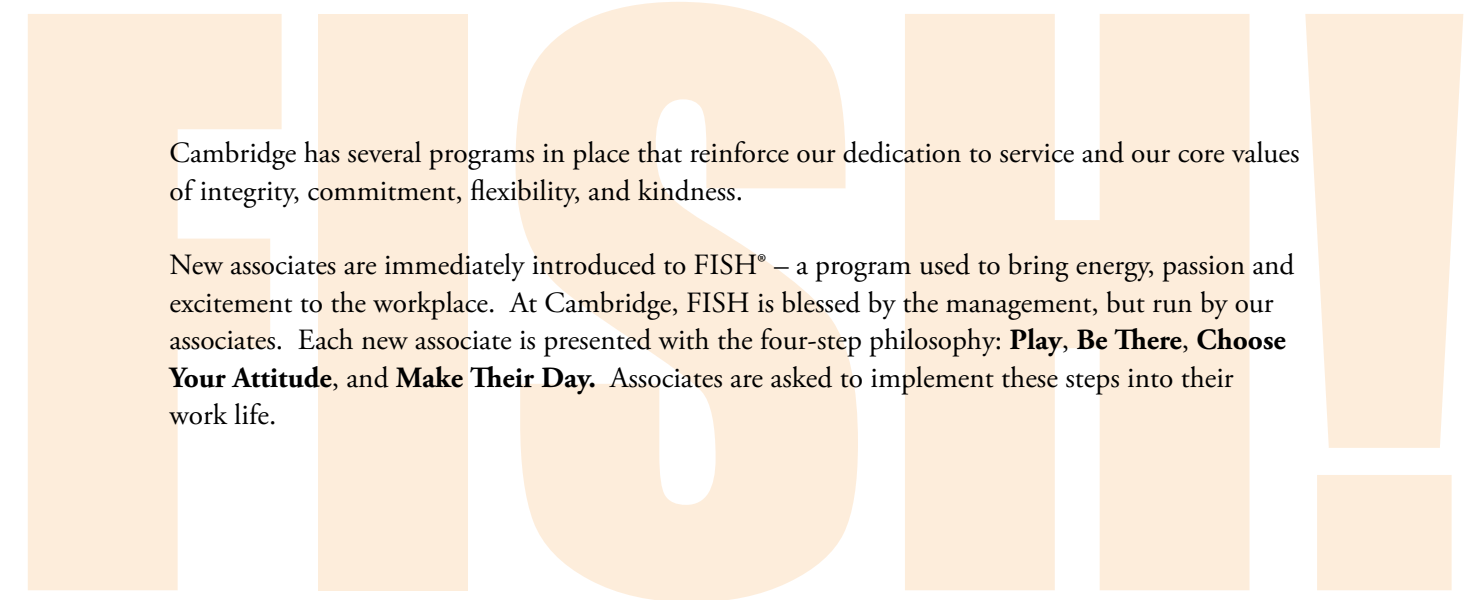 FISH!
Cambridge has several programs in place that reinforce our dedication to service and our core values
of integrity, commitment, flexibility, and kindness.
New associates are immediately introduced to FISH® – a program used to bring energy, passion and
excitement to the workplace.  At Cambridge, FISH is blessed by the management, but run by our
associates.  Each new associate is presented with the four-step philosophy: Play, Be There, Choose
Your Attitude, and Make Their Day.  Associates are asked to implement these steps into their
work life.